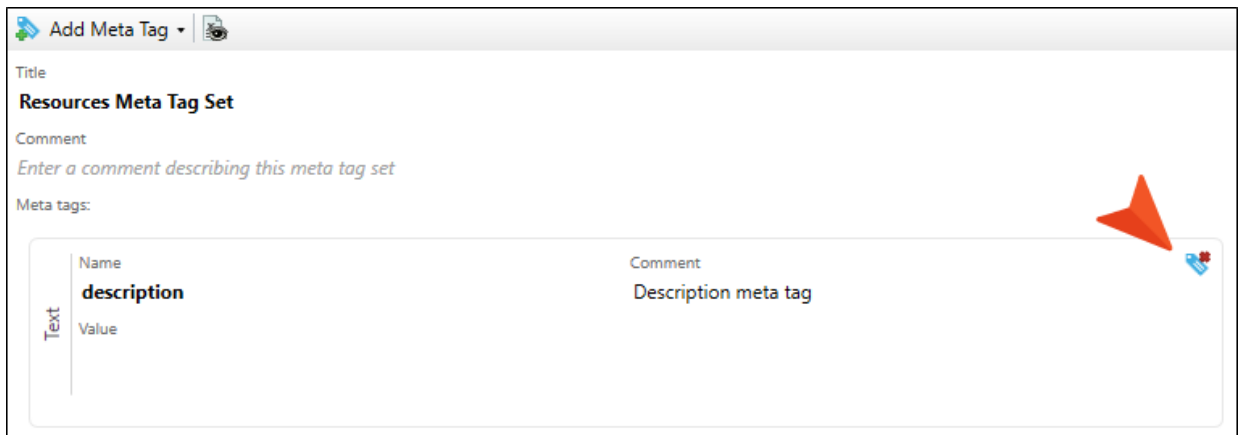 Add Meta Tag
Title
Resources Meta Tag Set
Comment
Enter a comment describing this meta tag set
Meta tags:
Text
Name
description
Value
Comment
Description meta tag